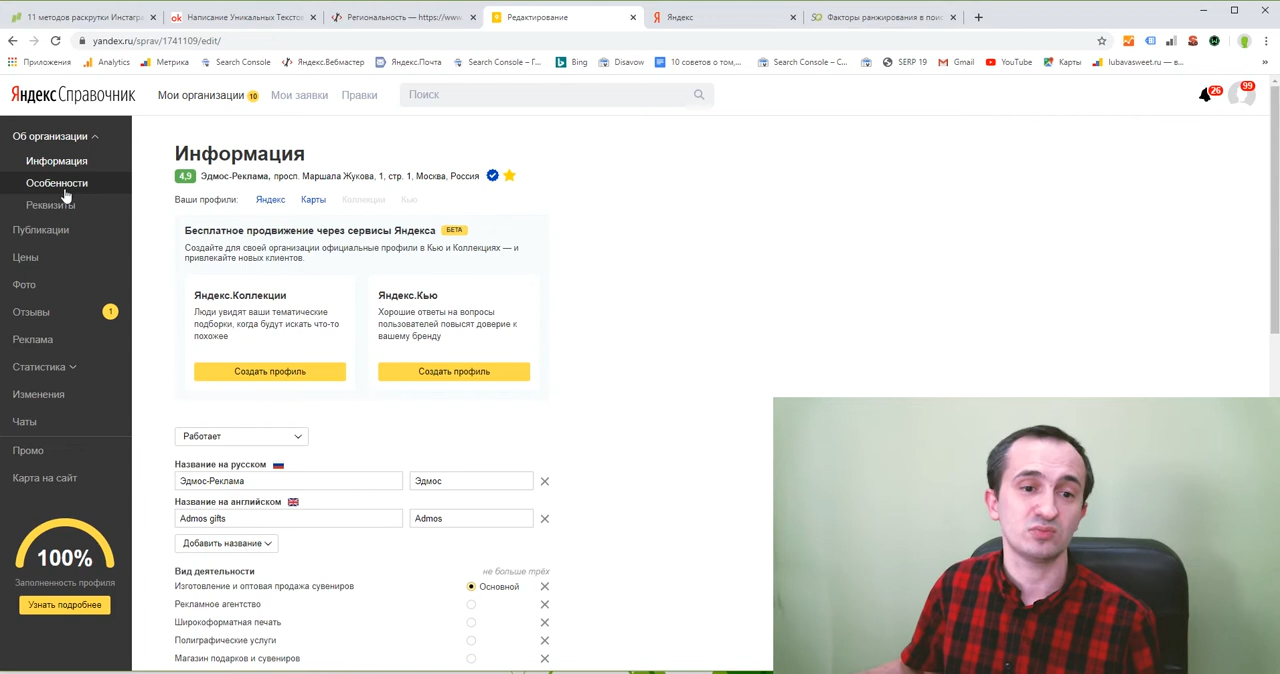 11 методов раскрутки Инстагр
Написание Уникальных Текстов
Региональность — https://www.
Редактирование
Яндекс
Факторы ранжирования в пои
yandex.ru/sprav/1741109/edit/
Приложения
Analytics
Метрика
Search Console
Яндекс.Вебмастер
Яндекс.Почта
Search Console – Г...
Bing
Disavow
10 советов о том,...
Search Console – С...
SERP 19
Gmail
YouTube
Карты
lubavasweet.ru — в...
ЯндексСправочник
Мои организации 10
Мои заявки
Правки
Поиск
26
99
Об организации
Информация
Особенности
Реквизиты
Публикации
Цены
Фото
Отзывы 1
Реклама
Статистика
Изменения
Чаты
Промо
Карта на сайт
100%
Заполненность профиля
Узнать подробнее
Информация
4,9 Эдмос-Реклама, просп. Маршала Жукова, 1, стр. 1, Москва, Россия
Ваши профили: Яндекс Карты Коллекции Кью
Бесплатное продвижение через сервисы Яндекса БЕТА
Создайте для своей организации официальные профили в Кью и Коллекциях — и
привлекайте новых клиентов.
Яндекс.Коллекции
Люди увидят ваши тематические
подборки, когда будут искать что-то
похожее
Создать профиль
Яндекс.Кью
Хорошие ответы на вопросы
пользователей повысят доверие к
вашему бренду
Создать профиль
Работает
Название на русском
Эдмос-Реклама
Эдмос
Название на английском
Admos gifts
Admos
Добавить название
Вид деятельности
не больше трёх
Изготовление и оптовая продажа сувениров
Основной
Рекламное агентство
Широкоформатная печать
Полиграфические услуги
Магазин подарков и сувениров